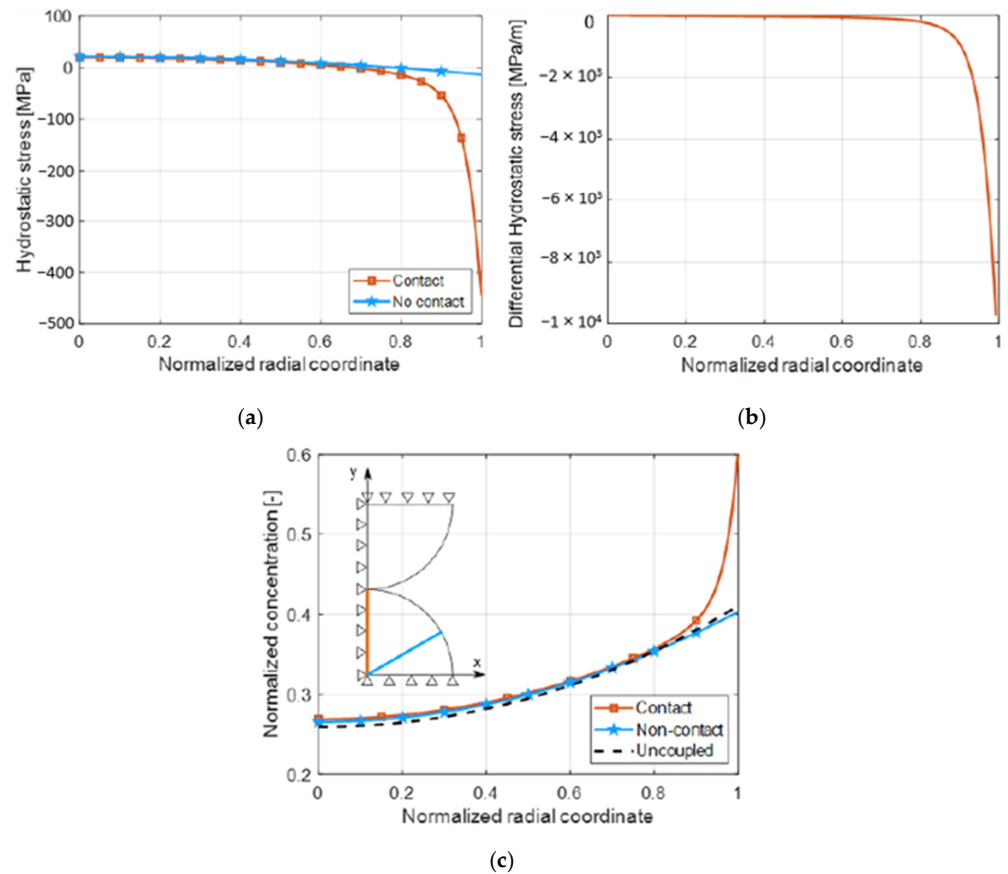 100
0
−100
−200
−300
−400
−500
Hydrostatic stress [MPa]
Contact
No contact
0
0.2
0.4
0.6
0.8
1
Normalized radial coordinate
(a)
0
−2 × 10³
−4 × 10³
−6 × 10³
−8 × 10³
−1 × 10⁴
Differential Hydrostatic stress [MPa/m]
0
0.2
0.4
0.6
0.8
1
Normalized radial coordinate
(b)
0.6
0.5
0.4
0.3
0.2
Normalized concentration [-]
y
x
Contact
Non-contact
Uncoupled
0
0.2
0.4
0.6
0.8
1
Normalized radial coordinate
(c)